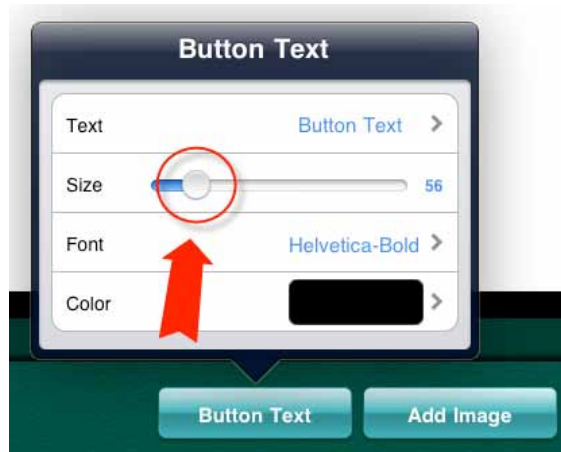 Button Text
Text Button Text
Size 56
Font Helvetica-Bold
Color
Button Text Add Image